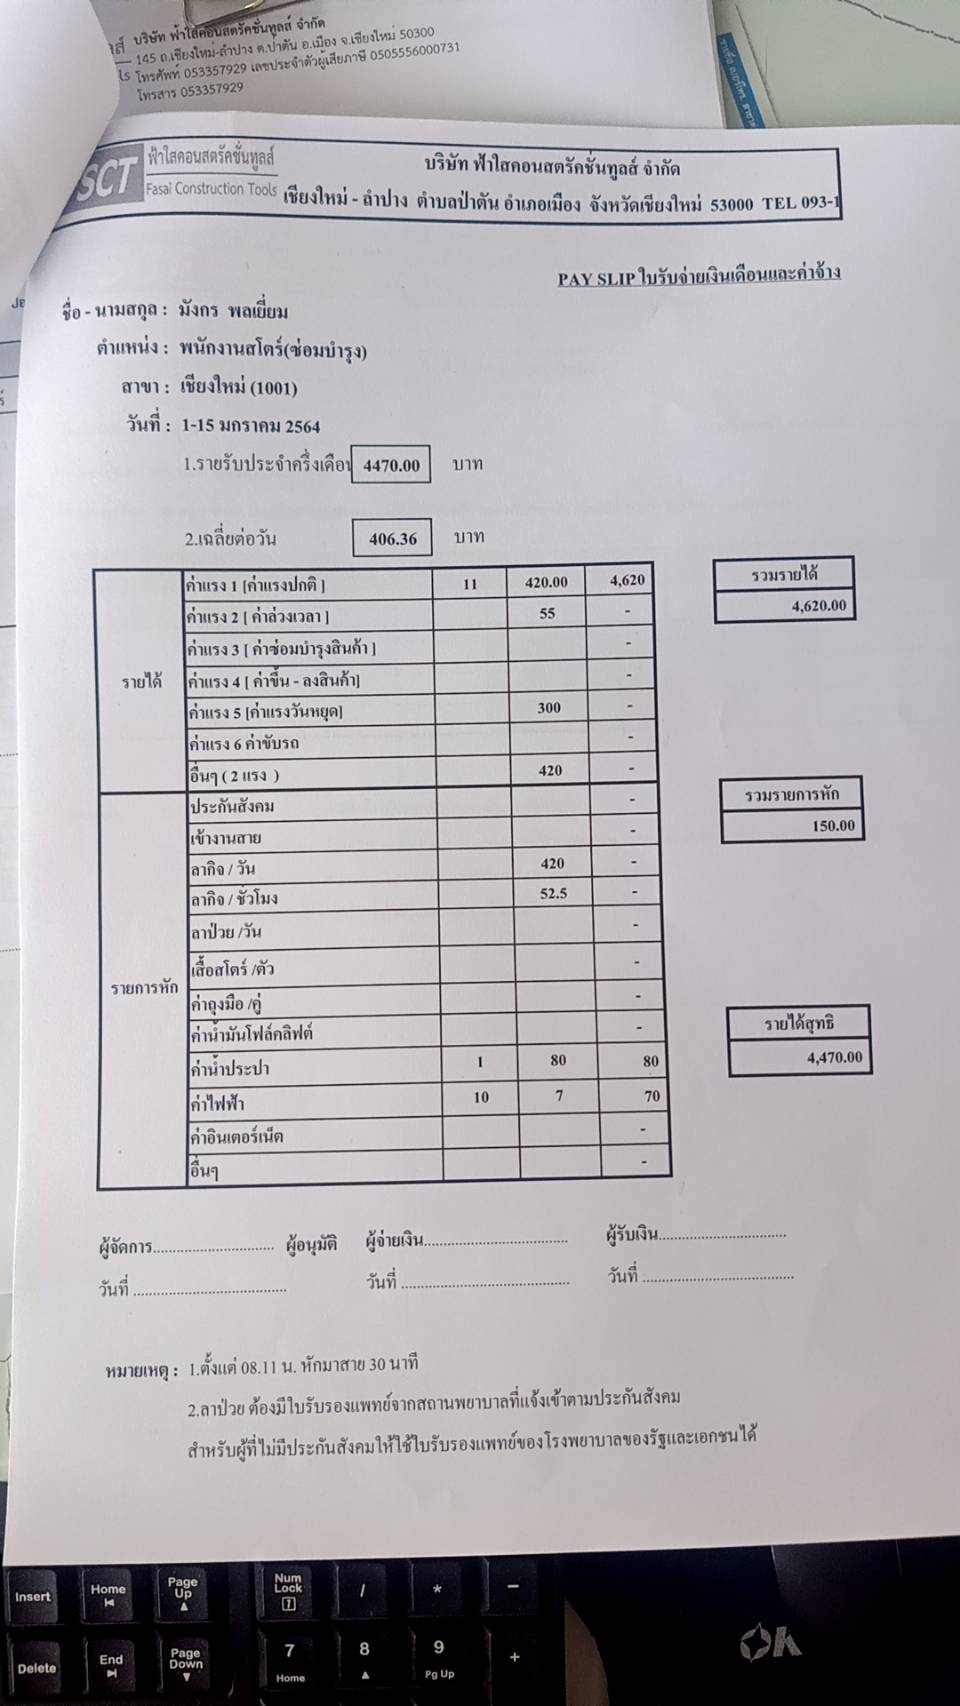 บริษัท ฟ้าใสคอนสตรัคชั่นทูลส์ จำกัด
145 ถ.เชียงใหม่-ลำปาง ต.ป่าตัน อ.เมือง จ.เชียงใหม่ 50300
โทรศัพท์ 053357929 เลขประจำตัวผู้เสียภาษี 0505556000731
โทรสาร 053357929
SCT ฟ้าใสคอนสตรัคชั่นทูลส์
Fasai Construction Tools
บริษัท ฟ้าใสคอนสตรัคชั่นทูลส์ จำกัด
เชียงใหม่ - ลำปาง ตำบลป่าตัน อำเภอเมือง จังหวัดเชียงใหม่ 53000 TEL 093-1
PAY SLIP ใบรับจ่ายเงินเดือนและค่าจ้าง
ชื่อ - นามสกุล : มังกร พลเยี่ยม
ตำแหน่ง : พนักงานสโตร์(ซ่อมบำรุง)
สาขา : เชียงใหม่ (1001)
วันที่ : 1-15 มกราคม 2564
1.รายรับประจำครึ่งเดือน 4470.00 บาท
2.เฉลี่ยต่อวัน 406.36 บาท
รายได้
ค่าแรง 1 [ค่าแรงปกติ ] 11 420.00 4,620
ค่าแรง 2 [ ค่าล่วงเวลา ] 55 -
ค่าแรง 3 [ ค่าซ่อมบำรุงสินค้า ] -
ค่าแรง 4 [ ค่าขึ้น - ลงสินค้า] -
ค่าแรง 5 [ค่าแรงวันหยุด] 300 -
ค่าแรง 6 ค่าขับรถ -
อื่นๆ ( 2 แรง ) 420 -
รวมรายได้
4,620.00
รายการหัก
ประกันสังคม -
เข้างานสาย -
ลากิจ / วัน 420 -
ลากิจ / ชั่วโมง 52.5 -
ลาป่วย /วัน -
เสื้อสโตร์ /ตัว -
ค่าถุงมือ /คู่ -
ค่าน้ำมันโฟล์คลิฟต์ -
ค่าน้ำประปา 1 80 80
ค่าไฟฟ้า 10 7 70
ค่าอินเตอร์เน็ต -
อื่นๆ -
รวมรายการหัก
150.00
รายได้สุทธิ
4,470.00
ผู้จัดการ.............................. ผู้อนุมัติ ผู้จ่ายเงิน.................................... ผู้รับเงิน................................
วันที่ ...................................... วันที่ .......................................... วันที่ ......................................
หมายเหตุ : 1.ตั้งแต่ 08.11 น. หักมาสาย 30 นาที
2.ลาป่วย ต้องมีใบรับรองแพทย์จากสถานพยาบาลที่แจ้งเข้าตามประกันสังคม
สำหรับผู้ที่ไม่มีประกันสังคมให้ใช้ใบรับรองแพทย์ของโรงพยาบาลของรัฐและเอกชนได้
Insert Home Page Up Num Lock / * -
Delete End Page Down 7 Home 8 9 Pg Up +
OK